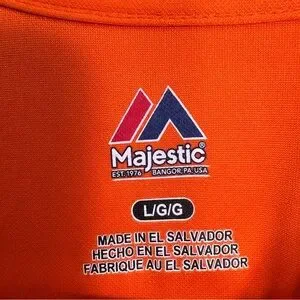 Majestic®
EST. 1976 BANGOR, PA, USA
L/G/G
MADE IN EL SALVADOR
HECHO EN EL SALVADOR
FABRIQUE AU EL SALVADOR